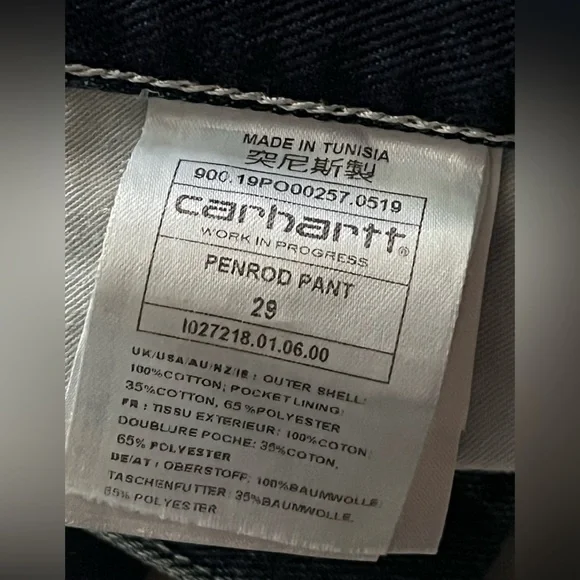 MADE IN TUNISIA
突尼斯製
900.19PO00257.0519
carhartt®
WORK IN PROGRESS
PENROD PANT
29
I027218.01.06.00
UK/USA/AU/NZ/IE : OUTER SHELL:
100%COTTON; POCKET LINING:
35%COTTON, 65%POLYESTER
FR : TISSU EXTERIEUR: 100%COTON;
DOUBLURE POCHE: 35%COTON,
65% POLYESTER
DE/AT : OBERSTOFF: 100%BAUMWOLLE;
TASCHENFUTTER: 35%BAUMWOLLE,
65% POLYESTER